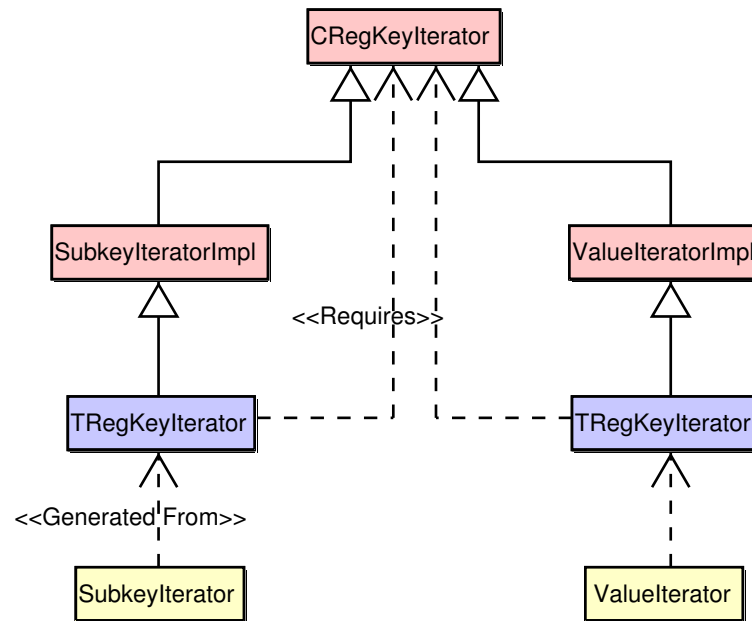 CRegKeyIterator
SubkeyIteratorImpl
ValueIteratorImpl
<<Requires>>
TRegKeyIterator
TRegKeyIterator
<<Generated From>>
SubkeyIterator
ValueIterator